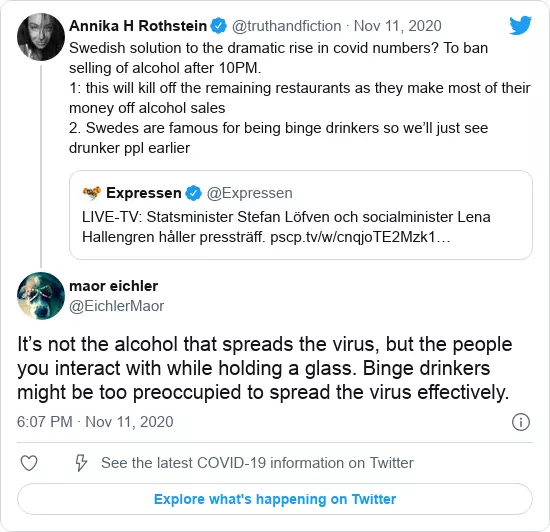 Annika H Rothstein @truthandfiction · Nov 11, 2020
Swedish solution to the dramatic rise in covid numbers? To ban
selling of alcohol after 10PM.
1: this will kill off the remaining restaurants as they make most of their
money off alcohol sales
2. Swedes are famous for being binge drinkers so we’ll just see
drunker ppl earlier
Expressen @Expressen
LIVE-TV: Statsminister Stefan Löfven och socialminister Lena
Hallengren håller pressträff. pscp.tv/w/cnqjoTE2Mzk1…
maor eichler
@EichlerMaor
It’s not the alcohol that spreads the virus, but the people
you interact with while holding a glass. Binge drinkers
might be too preoccupied to spread the virus effectively.
6:07 PM · Nov 11, 2020
See the latest COVID-19 information on Twitter
Explore what's happening on Twitter